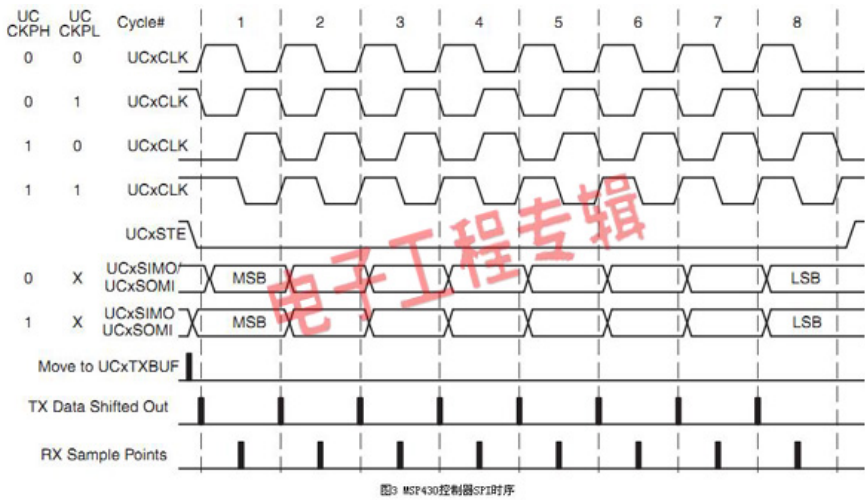 UC CKPH UC CKPL Cycle# 1 2 3 4 5 6 7 8
0 0 UCxCLK
0 1 UCxCLK
1 0 UCxCLK
1 1 UCxCLK
UCxSTE
0 X UCxSIMO/ UCxSOMI MSB LSB
1 X UCxSIMO UCxSOMI MSB LSB
Move to UCxTXBUF
TX Data Shifted Out
RX Sample Points
电子工程专辑
图3 MSP430控制器SPI时序